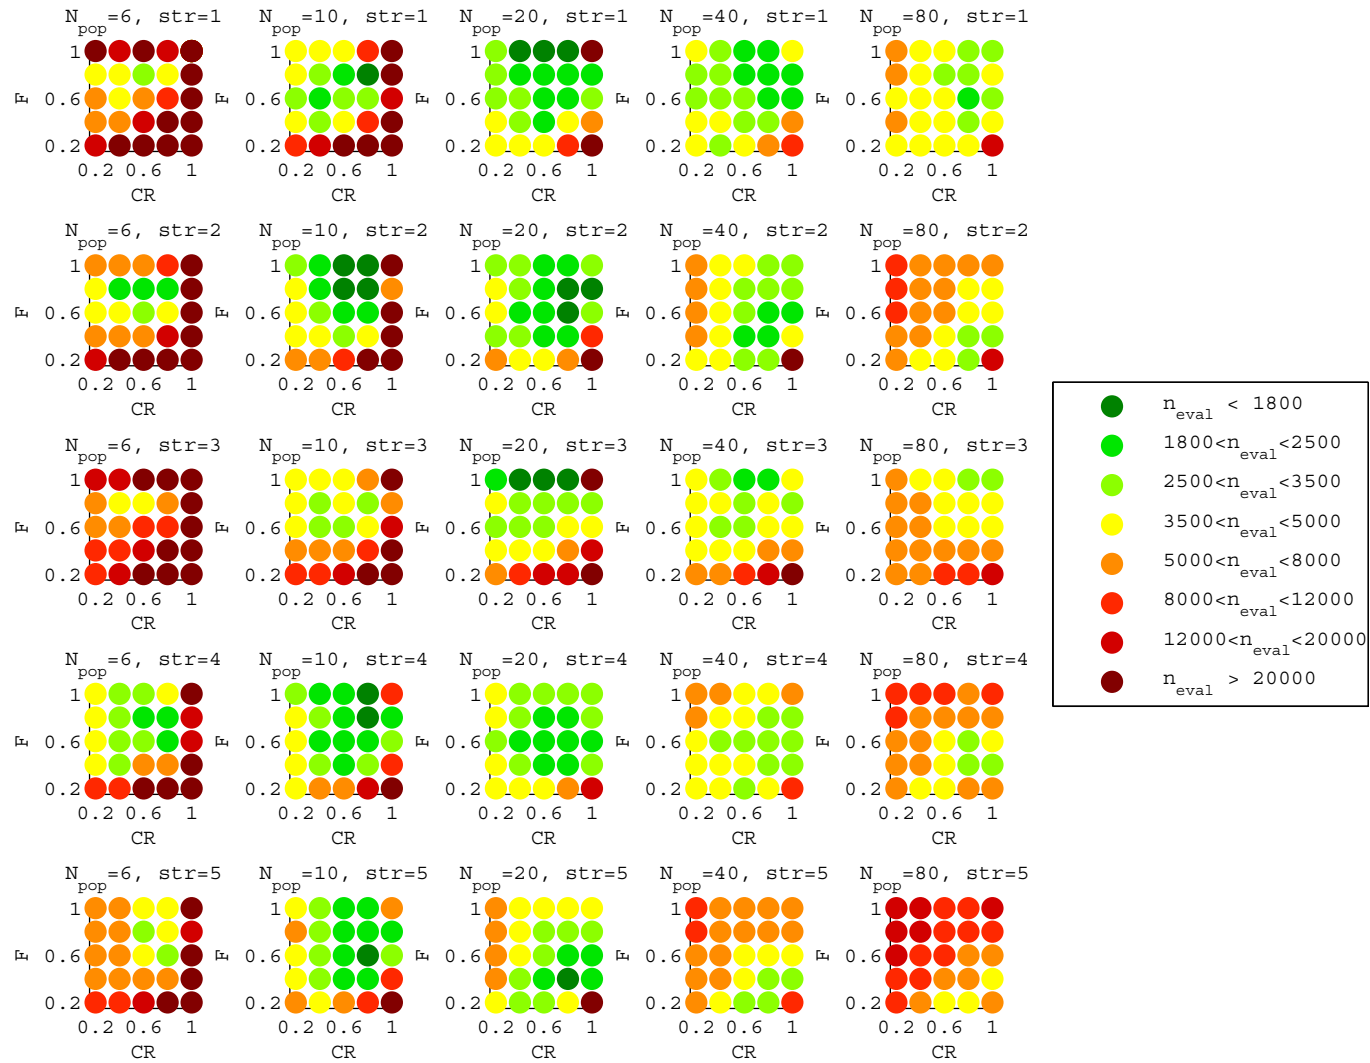 N_pop=6, str=1 N_pop=10, str=1 N_pop=20, str=1 N_pop=40, str=1 N_pop=80, str=1
1 1 1 1 1
F 0.6 F 0.6 F 0.6 F 0.6 F 0.6
0.2 0.2 0.2 0.2 0.2
0.2 0.6 1 0.2 0.6 1 0.2 0.6 1 0.2 0.6 1 0.2 0.6 1
CR CR CR CR CR
N_pop=6, str=2 N_pop=10, str=2 N_pop=20, str=2 N_pop=40, str=2 N_pop=80, str=2
1 1 1 1 1
F 0.6 F 0.6 F 0.6 F 0.6 F 0.6
0.2 0.2 0.2 0.2 0.2
0.2 0.6 1 0.2 0.6 1 0.2 0.6 1 0.2 0.6 1 0.2 0.6 1
CR CR CR CR CR
N_pop=6, str=3 N_pop=10, str=3 N_pop=20, str=3 N_pop=40, str=3 N_pop=80, str=3
1 1 1 1 1
F 0.6 F 0.6 F 0.6 F 0.6 F 0.6
0.2 0.2 0.2 0.2 0.2
0.2 0.6 1 0.2 0.6 1 0.2 0.6 1 0.2 0.6 1 0.2 0.6 1
CR CR CR CR CR
N_pop=6, str=4 N_pop=10, str=4 N_pop=20, str=4 N_pop=40, str=4 N_pop=80, str=4
1 1 1 1 1
F 0.6 F 0.6 F 0.6 F 0.6 F 0.6
0.2 0.2 0.2 0.2 0.2
0.2 0.6 1 0.2 0.6 1 0.2 0.6 1 0.2 0.6 1 0.2 0.6 1
CR CR CR CR CR
N_pop=6, str=5 N_pop=10, str=5 N_pop=20, str=5 N_pop=40, str=5 N_pop=80, str=5
1 1 1 1 1
F 0.6 F 0.6 F 0.6 F 0.6 F 0.6
0.2 0.2 0.2 0.2 0.2
0.2 0.6 1 0.2 0.6 1 0.2 0.6 1 0.2 0.6 1 0.2 0.6 1
CR CR CR CR CR
n_eval < 1800
1800<n_eval<2500
2500<n_eval<3500
3500<n_eval<5000
5000<n_eval<8000
8000<n_eval<12000
12000<n_eval<20000
n_eval > 20000